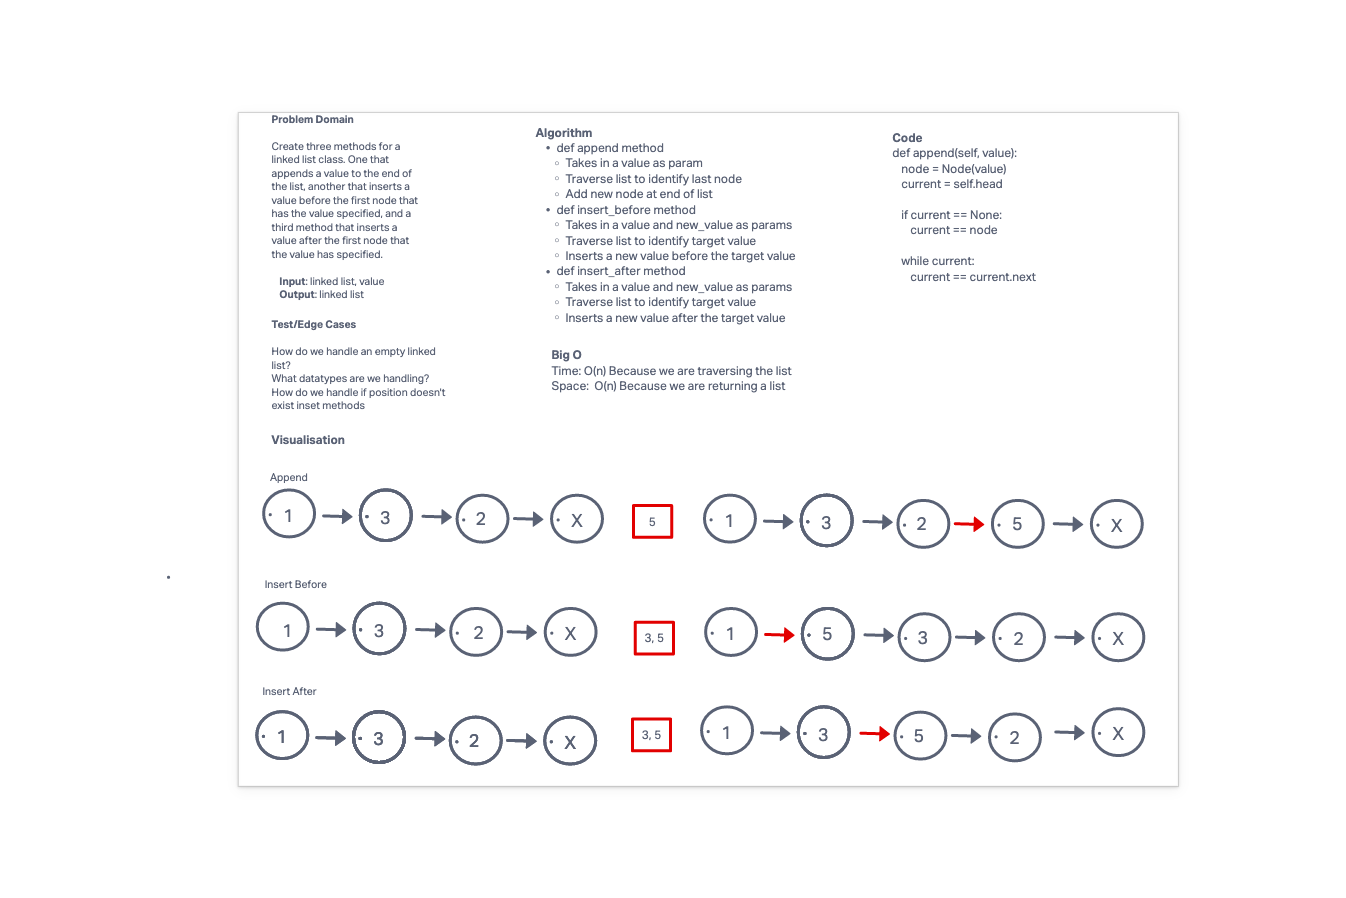 Problem Domain
Create three methods for a
linked list class. One that
appends a value to the end of
the list, another that inserts a
value before the first node that
has the value specified, and a
third method that inserts a
value after the first node that
the value has specified.
Input: linked list, value
Output: linked list
Test/Edge Cases
How do we handle an empty linked
list?
What datatypes are we handling?
How do we handle if position doesn't
exist inset methods
Algorithm
• def append method
◦ Takes in a value as param
◦ Traverse list to identify last node
◦ Add new node at end of list
• def insert_before method
◦ Takes in a value and new_value as params
◦ Traverse list to identify target value
◦ Inserts a new value before the target value
• def insert_after method
◦ Takes in a value and new_value as params
◦ Traverse list to identify target value
◦ Inserts a new value after the target value
Big O
Time: O(n) Because we are traversing the list
Space:  O(n) Because we are returning a list
Code
def append(self, value):
node = Node(value)
current = self.head
if current == None:
current == node
while current:
current == current.next
Visualisation
Append
1 3 2 X 5 1 3 2 5 X
Insert Before
1 3 2 X 3, 5 1 5 3 2 X
Insert After
1 3 2 X 3, 5 1 3 5 2 X